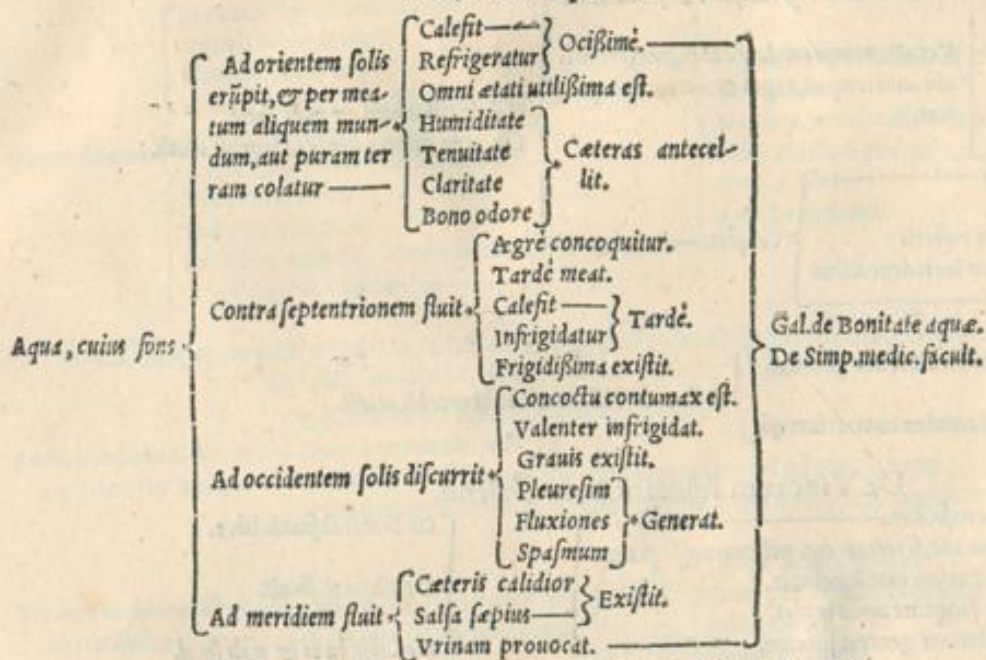 Aqua, cuius fons
Ad orientem solis
erũpit, & per mea-
tum aliquem mun-
dum, aut puram ter
ram colatur
Calefit
Refrigeratur
Ocißimè.
Omni ætati utilißima est.
Humiditate
Tenuitate
Claritate
Bono odore
Cæteras antecel-
lit.
Contra septentrionem fluit
Ægrè concoquitur.
Tardè meat.
Calefit
Infrigidatur
Tardè.
Frigidißima existit.
Ad occidentem solis discurrit
Concoctu contumax est.
Valenter infrigidat.
Grauis existit.
Pleuresim
Fluxiones
Spasmum
Generat.
Ad meridiem fluit
Cæteris calidior
Salsa sæpius
Existit.
Vrinam prouocat.
Gal. de Bonitate aquæ.
De Simp. medic. facult.